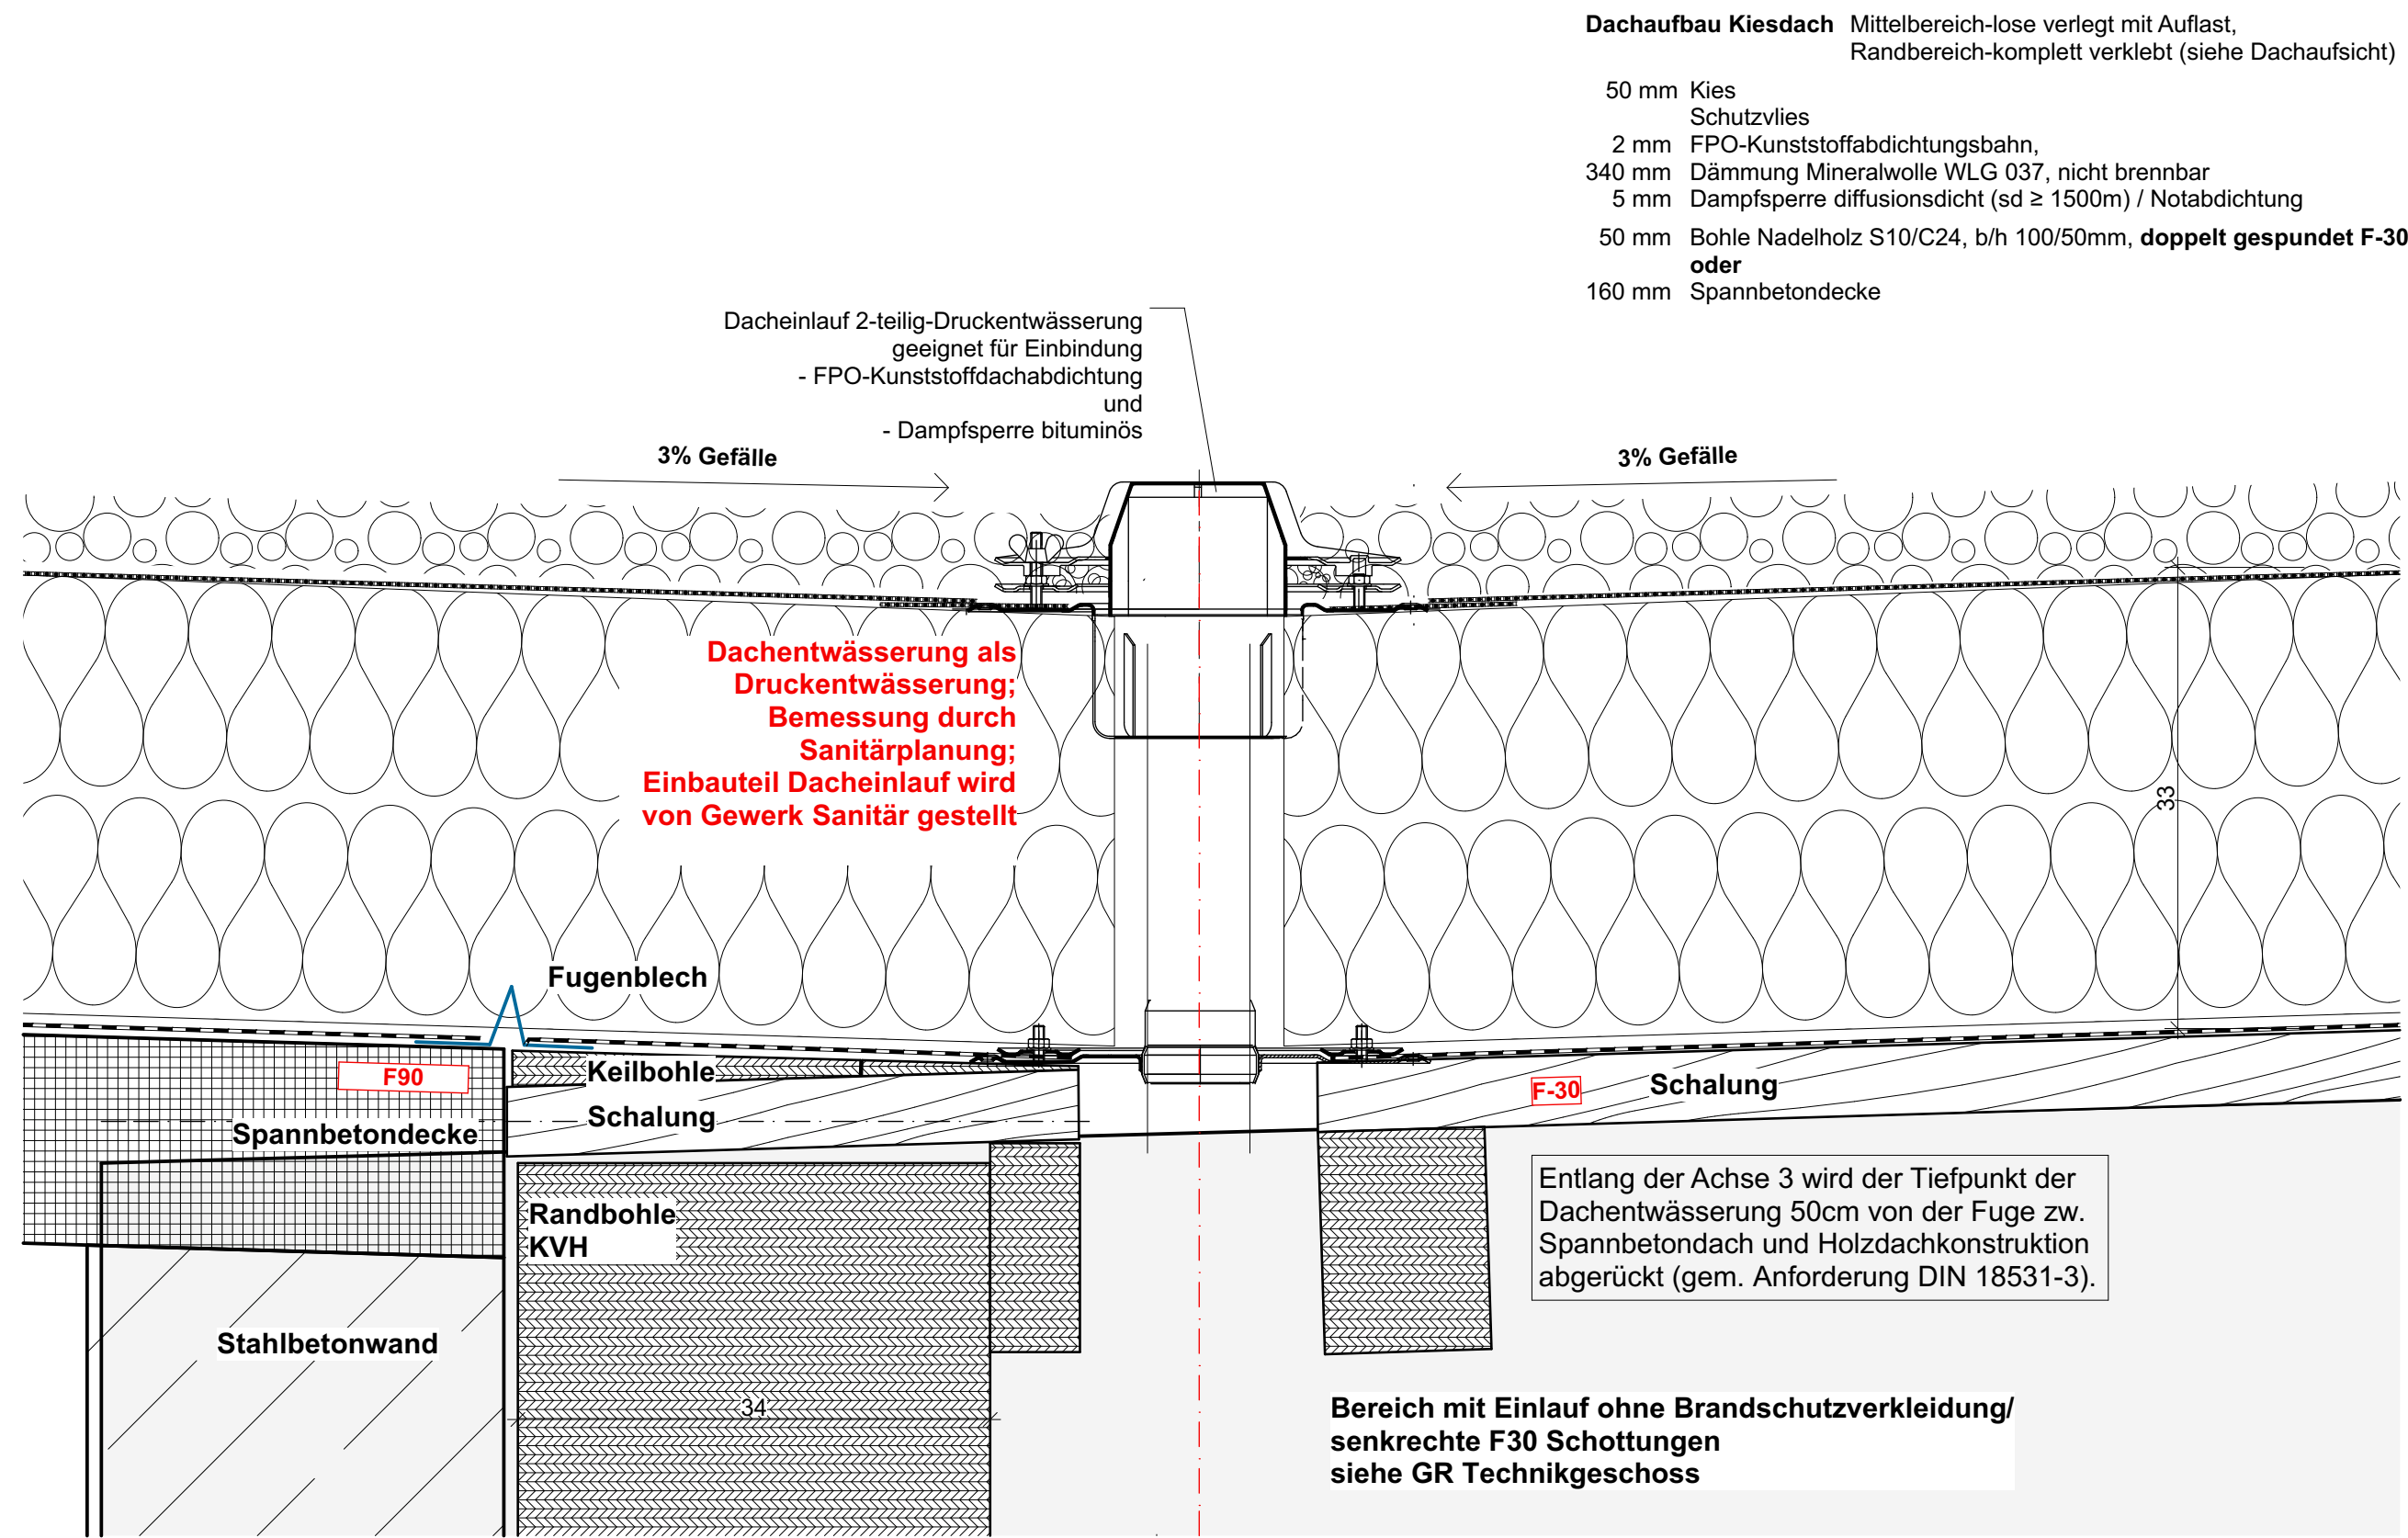 Dachaufbau Kiesdach Mittelbereich-lose verlegt mit Auflast,
Randbereich-komplett verklebt (siehe Dachaufsicht)
50 mm Kies
Schutzvlies
2 mm FPO-Kunststoffabdichtungsbahn,
340 mm Dämmung Mineralwolle WLG 037, nicht brennbar
5 mm Dampfsperre diffusionsdicht (sd ≥ 1500m) / Notabdichtung
50 mm Bohle Nadelholz S10/C24, b/h 100/50mm, doppelt gespundet F-30
oder
160 mm Spannbetondecke
Dacheinlauf 2-teilig-Druckentwässerung
geeignet für Einbindung
- FPO-Kunststoffdachabdichtung
und
- Dampfsperre bituminös
3% Gefälle
3% Gefälle
Dachentwässerung als
Druckentwässerung;
Bemessung durch
Sanitärplanung;
Einbauteil Dacheinlauf wird
von Gewerk Sanitär gestellt
33
Fugenblech
F90
Keilbohle
Schalung
F-30
Schalung
Spannbetondecke
Randbohle
KVH
Entlang der Achse 3 wird der Tiefpunkt der
Dachentwässerung 50cm von der Fuge zw.
Spannbetondach und Holzdachkonstruktion
abgerückt (gem. Anforderung DIN 18531-3).
Stahlbetonwand
34
Bereich mit Einlauf ohne Brandschutzverkleidung/
senkrechte F30 Schottungen
siehe GR Technikgeschoss